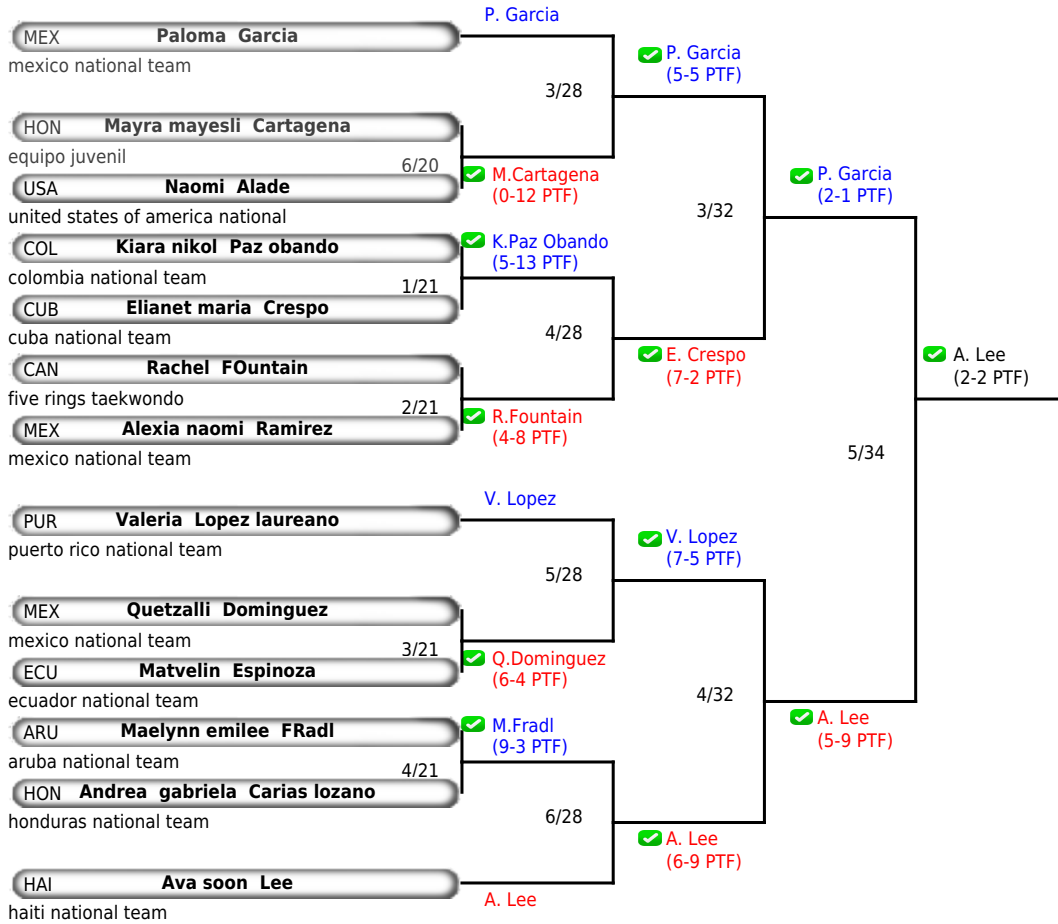 P. Garcia
MEX Paloma Garcia
mexico national team
P. Garcia
(5-5 PTF)
3/28
HON Mayra mayesli Cartagena
equipo juvenil
6/20
M.Cartagena
(0-12 PTF)
USA Naomi Alade
united states of america national
P. Garcia
(2-1 PTF)
3/32
COL Kiara nikol Paz obando
K.Paz Obando
(5-13 PTF)
colombia national team
1/21
CUB Elianet maria Crespo
cuba national team
4/28
E. Crespo
(7-2 PTF)
A. Lee
(2-2 PTF)
CAN Rachel FOuntain
five rings taekwondo
2/21
R.Fountain
(4-8 PTF)
MEX Alexia naomi Ramirez
mexico national team
5/34
V. Lopez
PUR Valeria Lopez laureano
puerto rico national team
V. Lopez
(7-5 PTF)
5/28
MEX Quetzalli Dominguez
mexico national team
3/21
Q.Dominguez
(6-4 PTF)
ECU Matvelin Espinoza
ecuador national team
4/32
ARU Maelynn emilee FRadl
M.Fradl
(9-3 PTF)
A. Lee
(5-9 PTF)
aruba national team
4/21
HON Andrea gabriela Carias lozano
honduras national team
6/28
A. Lee
(6-9 PTF)
HAI Ava soon Lee
A. Lee
haiti national team